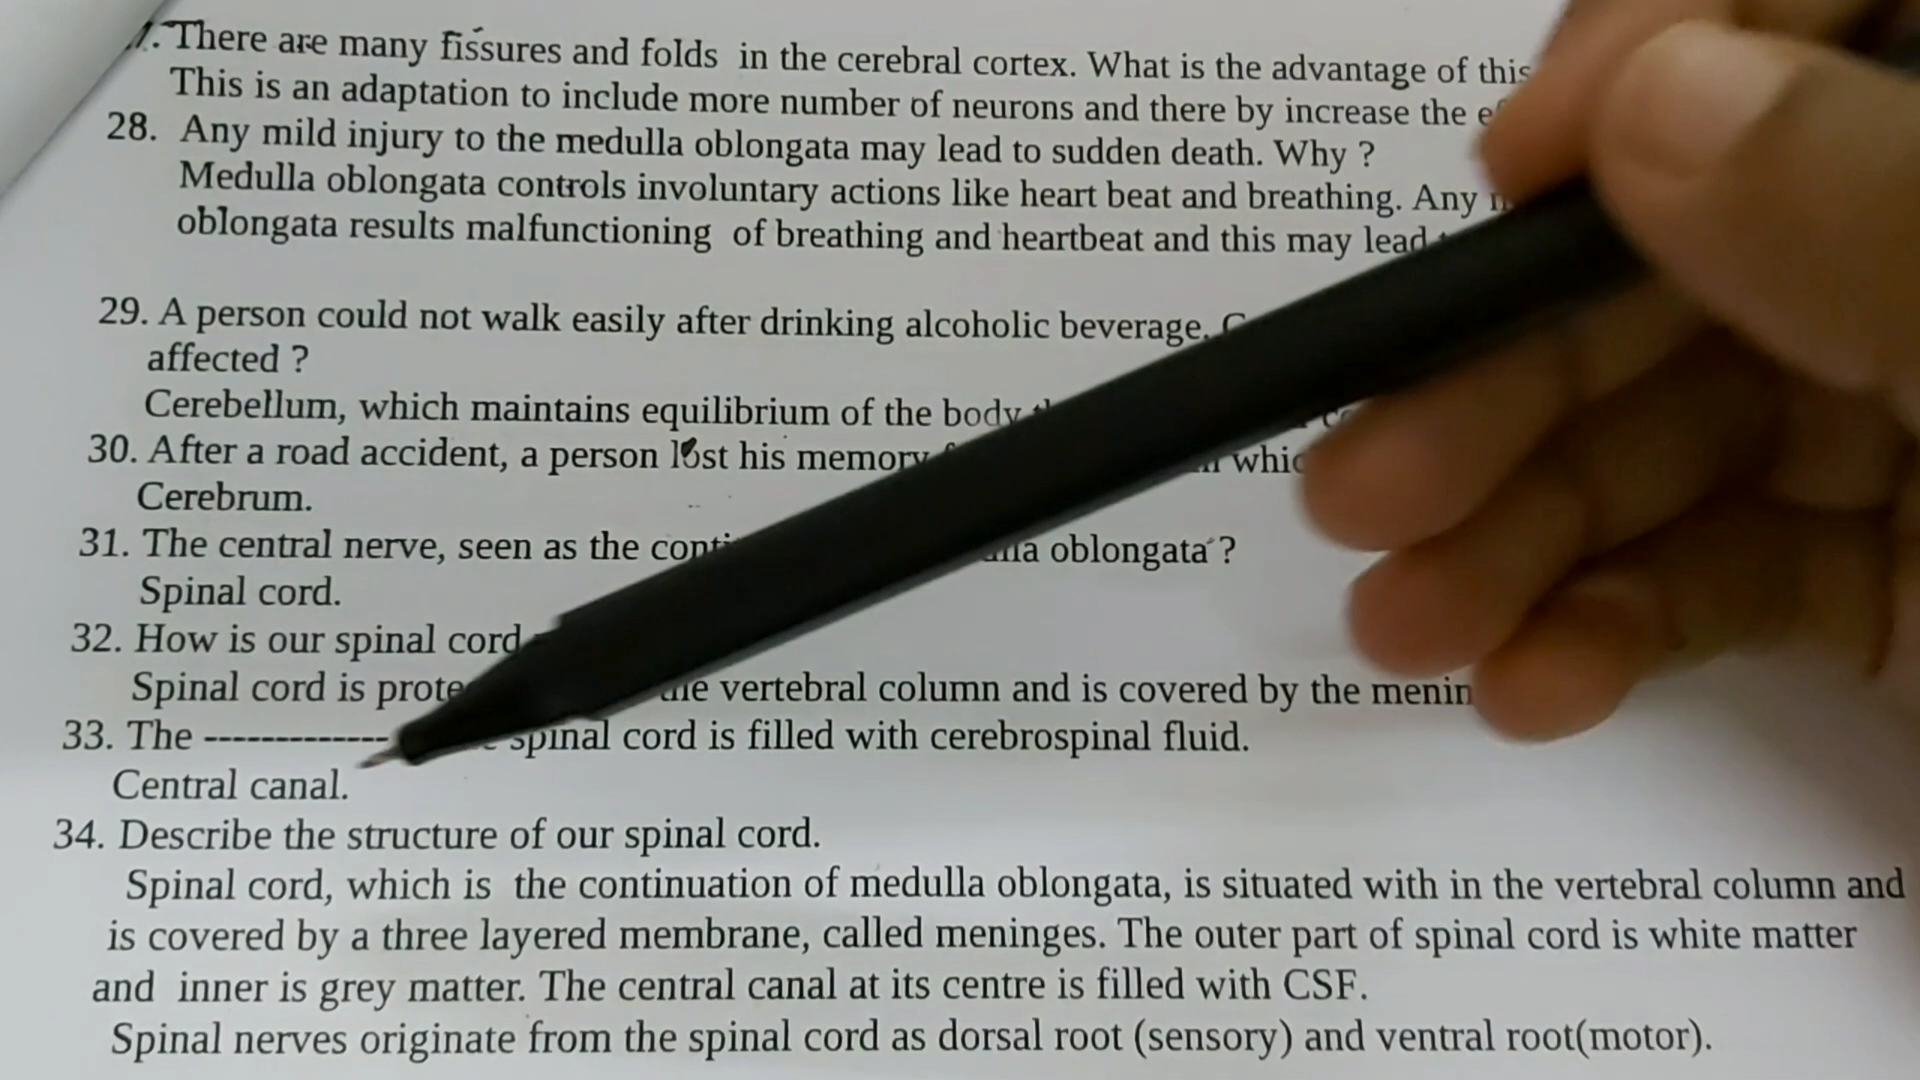 There are many fissures and folds in the cerebral cortex. What is the advantage of this
This is an adaptation to include more number of neurons and there by increase the
28. Any mild injury to the medulla oblongata may lead to sudden death. Why ?
Medulla oblongata controls involuntary actions like heart beat and breathing. Any
oblongata results malfunctioning of breathing and heartbeat and this may lead
29. A person could not walk easily after drinking alcoholic beverage.
affected ?
Cerebellum, which maintains equilibrium of the body
30. After a road accident, a person lost his memory
Cerebrum.
31. The central nerve, seen as the oblongata ?
Spinal cord.
32. How is our spinal cord
Spinal cord is vertebral column and is covered by the
33. The ------------- spinal cord is filled with cerebrospinal fluid.
Central canal.
34. Describe the structure of our spinal cord.
Spinal cord, which is the continuation of medulla oblongata, is situated with in the vertebral column and
is covered by a three layered membrane, called meninges. The outer part of spinal cord is white matter
and inner is grey matter. The central canal at its centre is filled with CSF.
Spinal nerves originate from the spinal cord as dorsal root (sensory) and ventral root(motor).